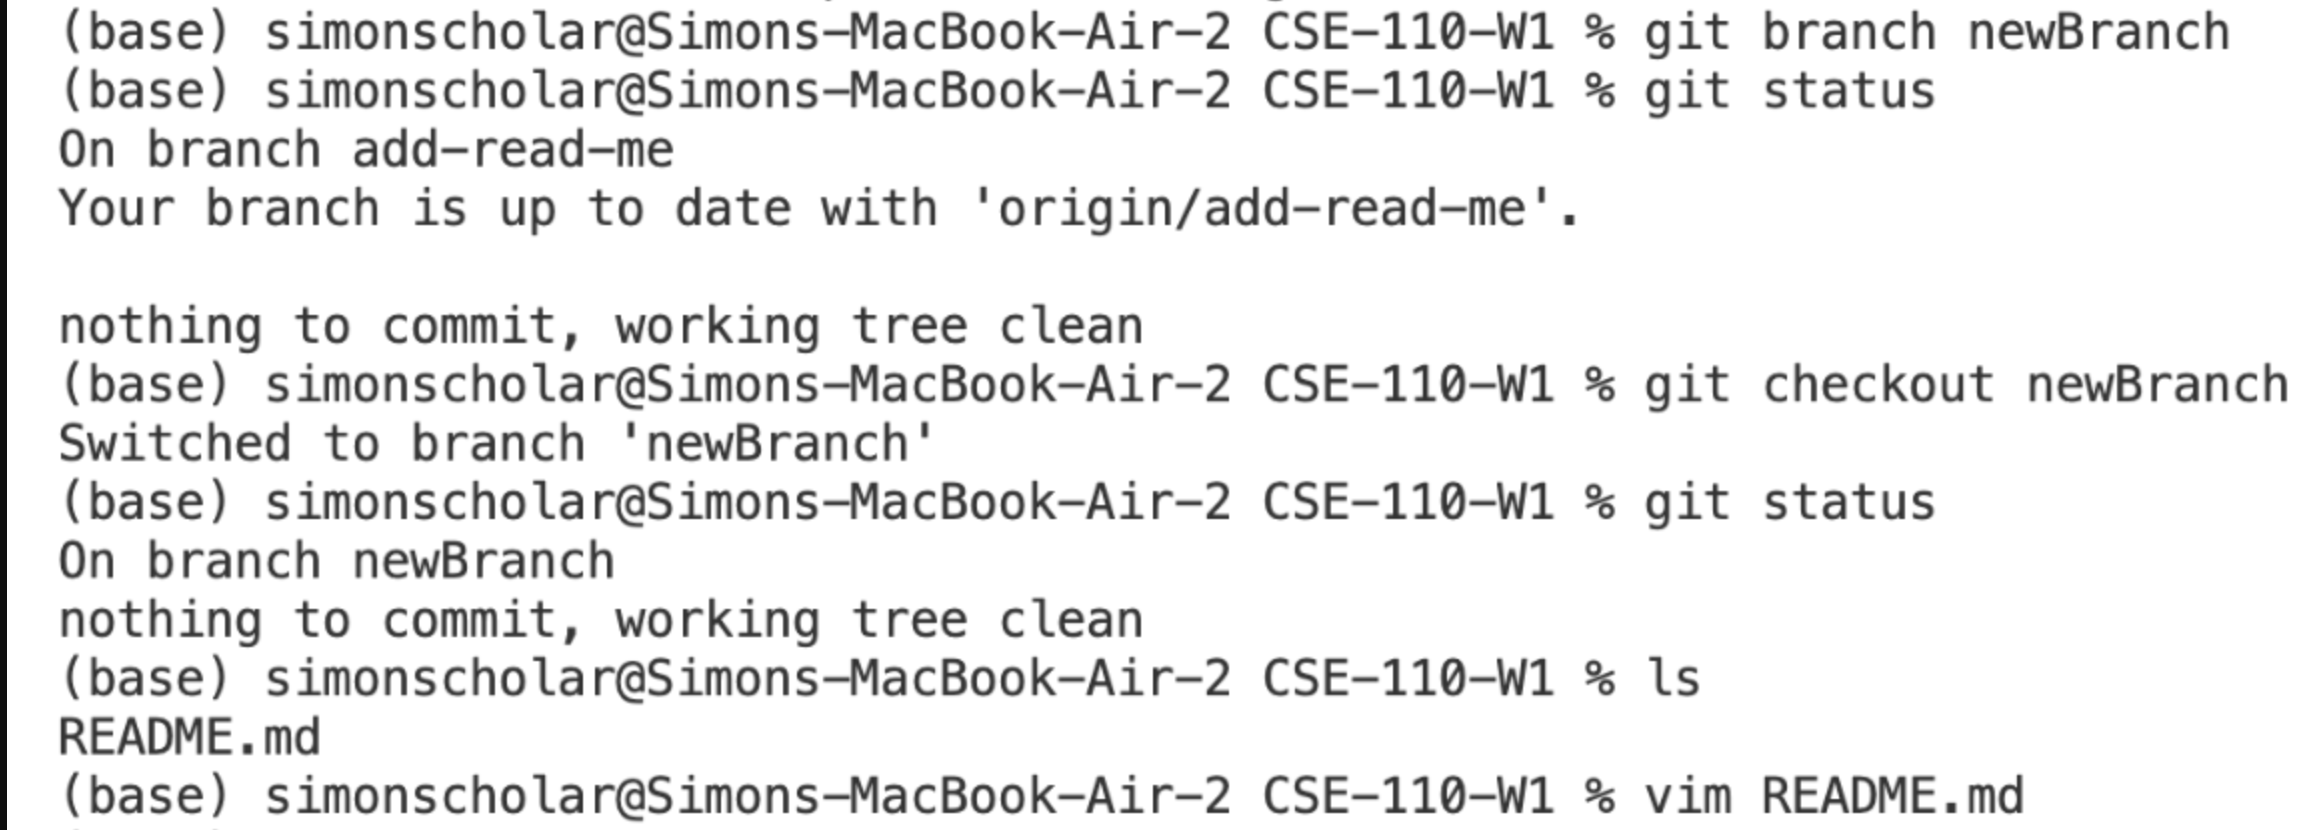 (base) simonscholar@Simons-MacBook-Air-2 CSE-110-W1 % git branch newBranch
(base) simonscholar@Simons-MacBook-Air-2 CSE-110-W1 % git status
On branch add-read-me
Your branch is up to date with 'origin/add-read-me'.
nothing to commit, working tree clean
(base) simonscholar@Simons-MacBook-Air-2 CSE-110-W1 % git checkout newBranch
Switched to branch 'newBranch'
(base) simonscholar@Simons-MacBook-Air-2 CSE-110-W1 % git status
On branch newBranch
nothing to commit, working tree clean
(base) simonscholar@Simons-MacBook-Air-2 CSE-110-W1 % ls
README.md
(base) simonscholar@Simons-MacBook-Air-2 CSE-110-W1 % vim README.md